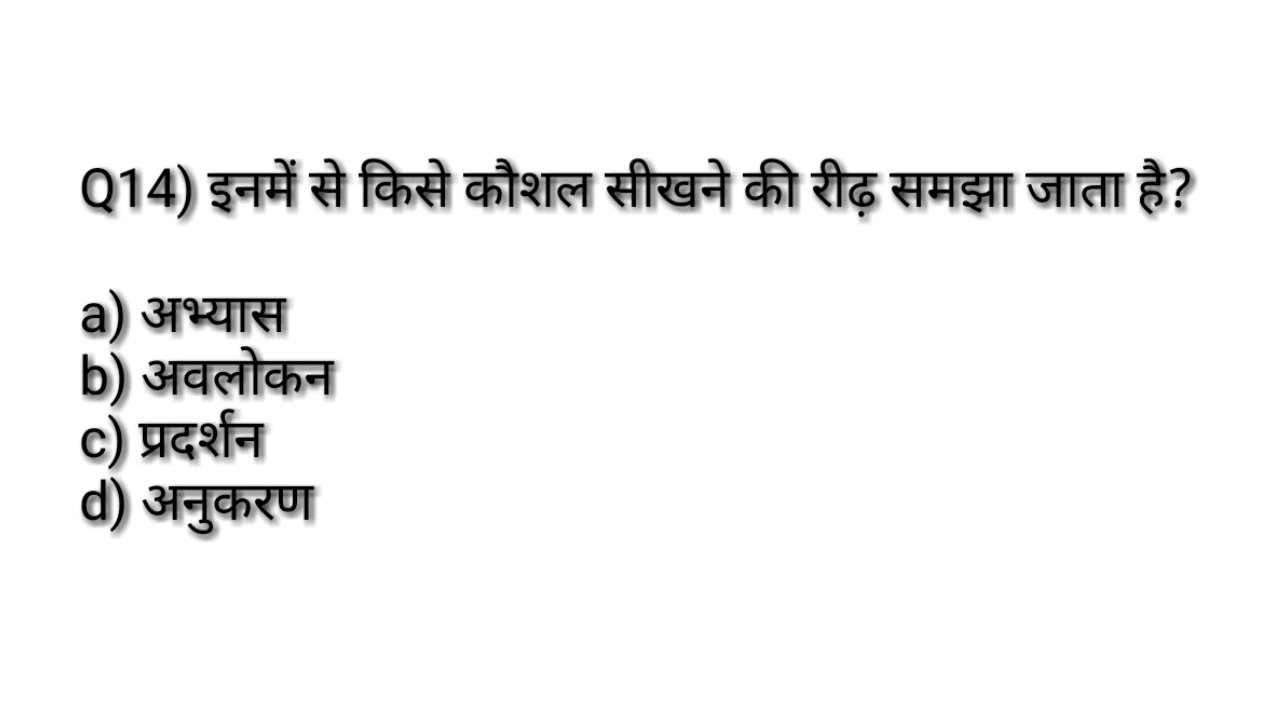 Q14) इनमें से किसे कौशल सीखने की रीढ़ समझा जाता है?
a) अभ्यास
b) अवलोकन
c) प्रदर्शन
d) अनुकरण